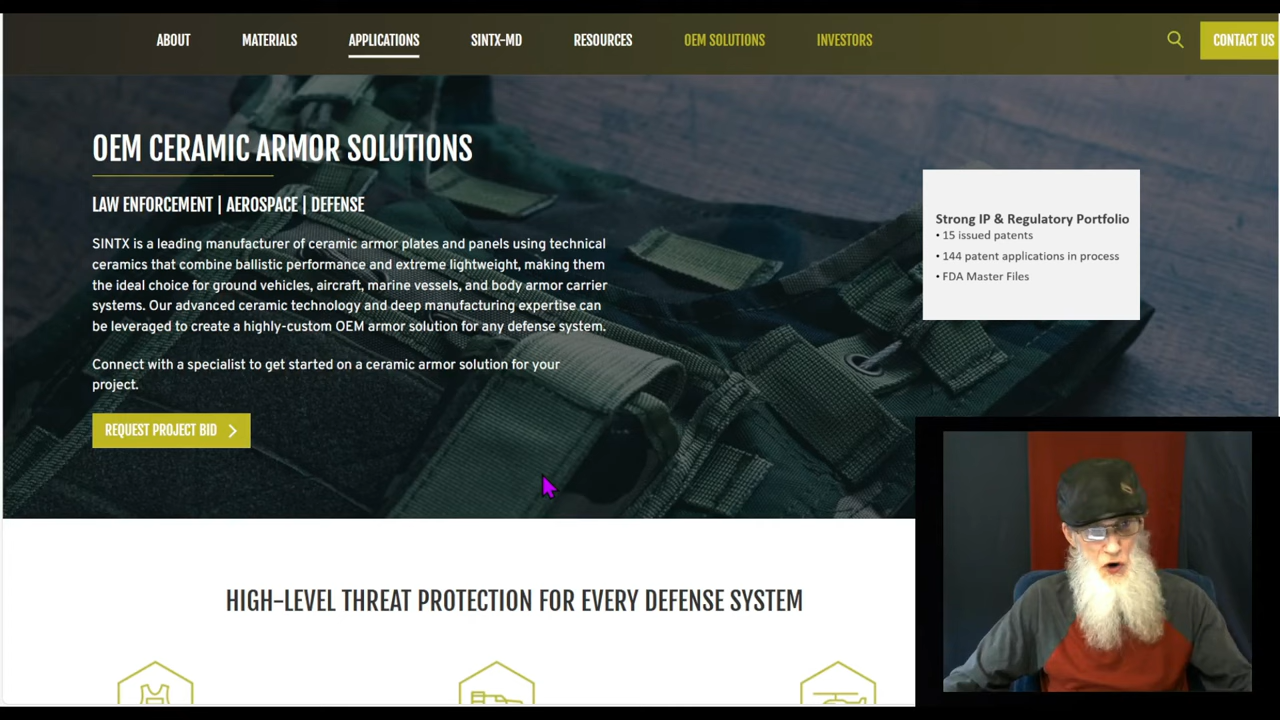 ABOUT MATERIALS APPLICATIONS SINTX-MD RESOURCES OEM SOLUTIONS INVESTORS CONTACT US
OEM CERAMIC ARMOR SOLUTIONS
LAW ENFORCEMENT | AEROSPACE | DEFENSE
SINTX is a leading manufacturer of ceramic armor plates and panels using technical
ceramics that combine ballistic performance and extreme lightweight, making them
the ideal choice for ground vehicles, aircraft, marine vessels, and body armor carrier
systems. Our advanced ceramic technology and deep manufacturing expertise can
be leveraged to create a highly-custom OEM armor solution for any defense system.
Connect with a specialist to get started on a ceramic armor solution for your
project.
REQUEST PROJECT BID
Strong IP & Regulatory Portfolio
• 15 issued patents
• 144 patent applications in process
• FDA Master Files
HIGH-LEVEL THREAT PROTECTION FOR EVERY DEFENSE SYSTEM